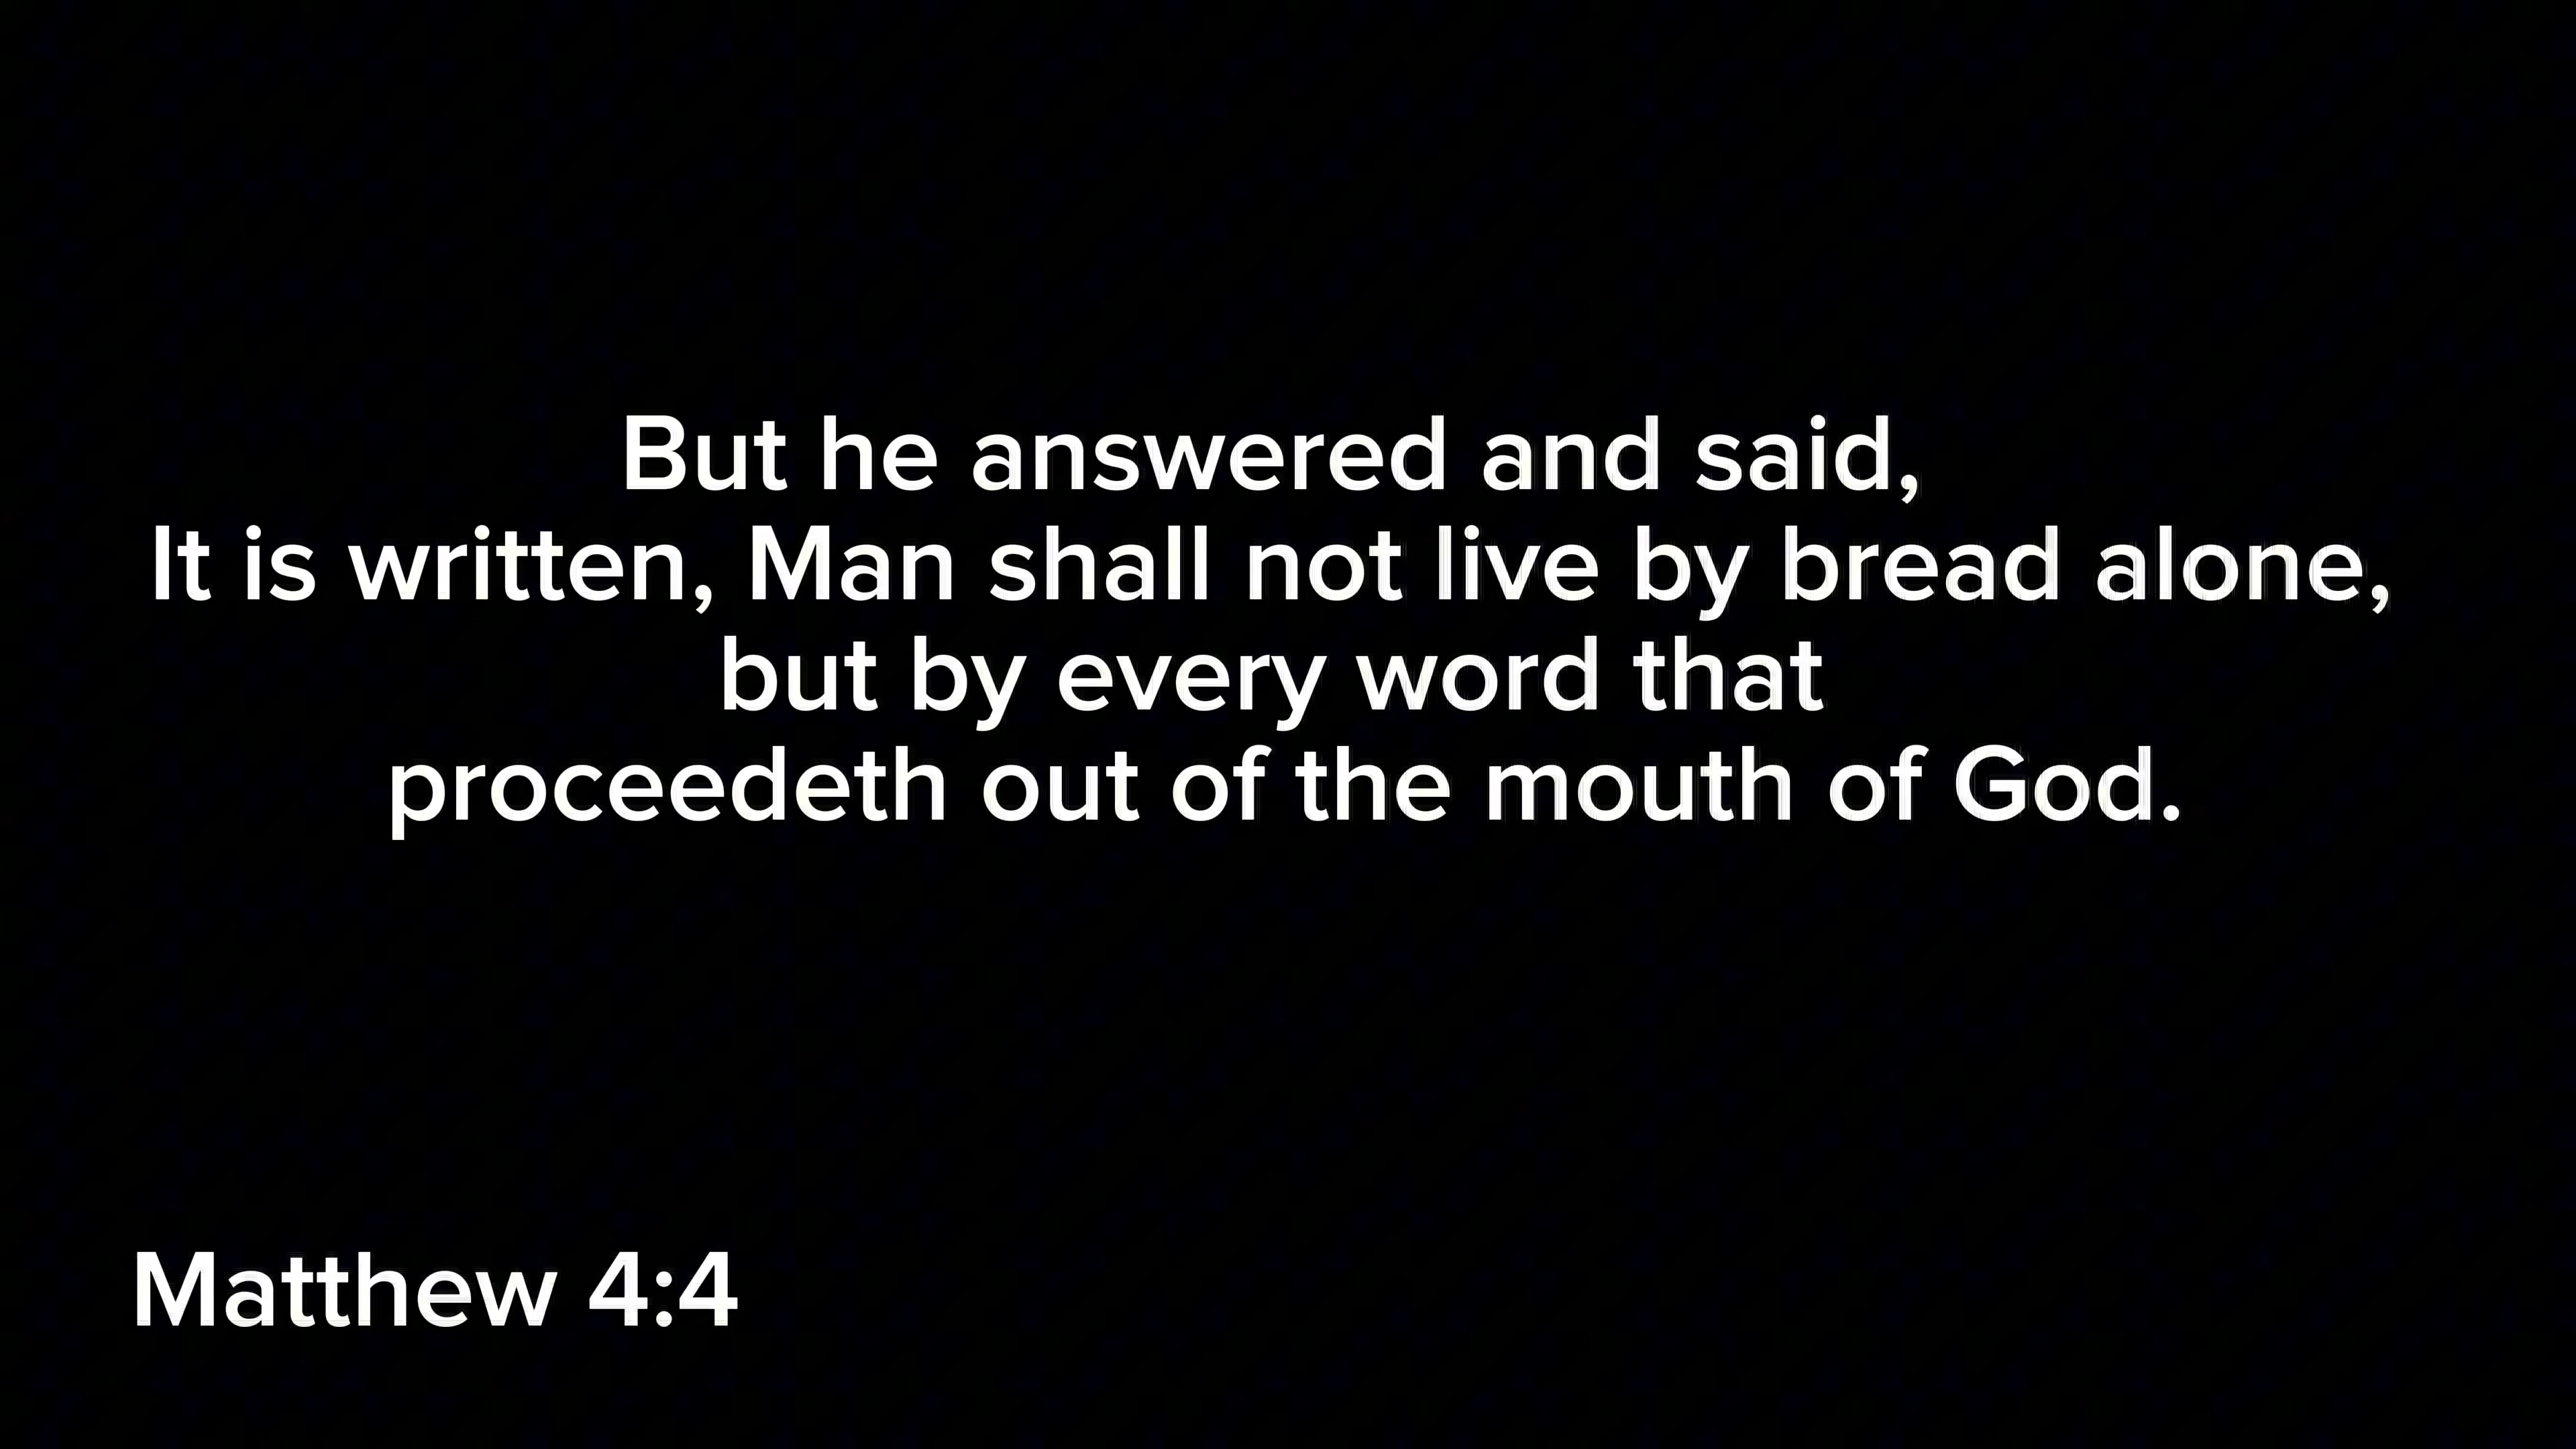 But he answered and said,
It is written, Man shall not live by bread alone,
but by every word that
proceedeth out of the mouth of God.
Matthew 4:4